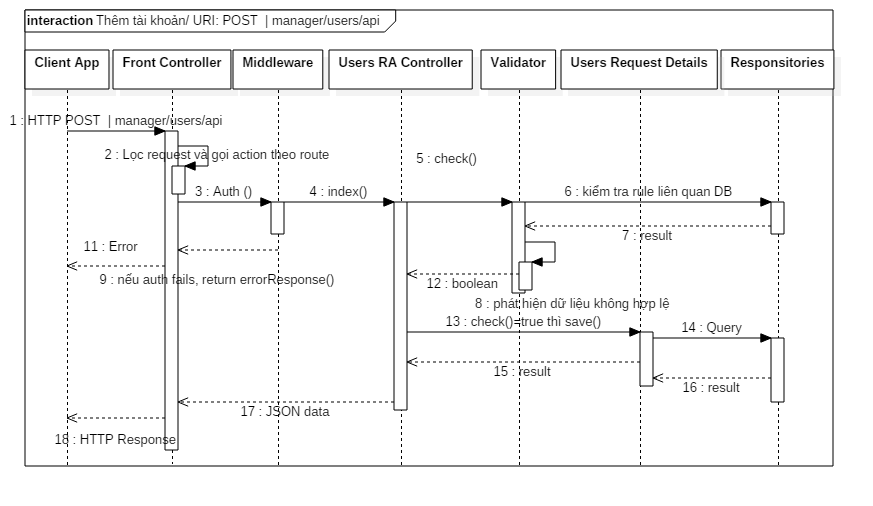 interaction Thêm tài khoản/ URI: POST | manager/users/api
Client App
Front Controller
Middleware
Users RA Controller
Validator
Users Request Details
Responsitories
1 : HTTP POST | manager/users/api
2 : Lọc request và gọi action theo route
5 : check()
3 : Auth ()
4 : index()
6 : kiểm tra rule liên quan DB
7 : result
11 : Error
9 : nếu auth fails, return errorResponse()
12 : boolean
8 : phát hiện dữ liệu không hợp lệ
13 : check()=true thì save()
14 : Query
15 : result
16 : result
17 : JSON data
18 : HTTP Response